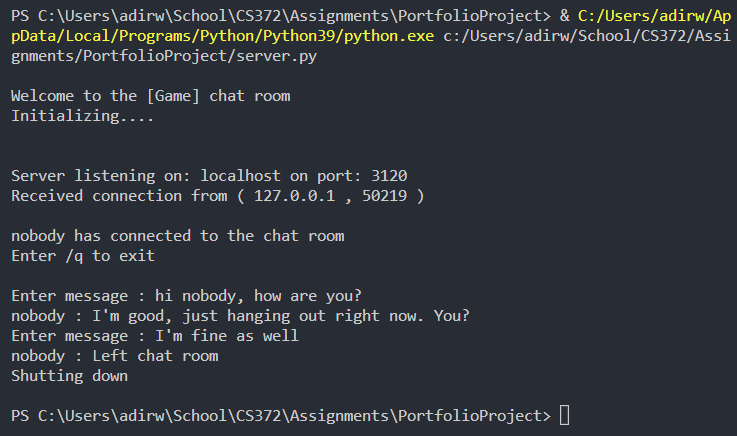 PS C:\Users\adirw\School\CS372\Assignments\PortfolioProject> & C:/Users/adirw/Ap
pData/Local/Programs/Python/Python39/python.exe c:/Users/adirw/School/CS372/Assi
gnments/PortfolioProject/server.py
Welcome to the [Game] chat room
Initializing....
Server listening on: localhost on port: 3120
Received connection from ( 127.0.0.1 , 50219 )
nobody has connected to the chat room
Enter /q to exit
Enter message : hi nobody, how are you?
nobody : I'm good, just hanging out right now. You?
Enter message : I'm fine as well
nobody : Left chat room
Shutting down
PS C:\Users\adirw\School\CS372\Assignments\PortfolioProject>